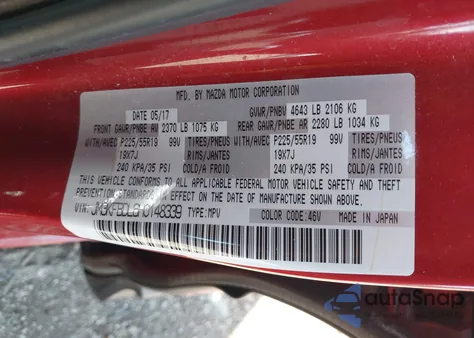 MFD. BY MAZDA MOTOR CORPORATION
DATE 05/17 GVWR/PNBV 4643 LB 2106 KG
FRONT GAWR/PNBE AV 2370 LB 1075 KG REAR GAWR/PNBE AR 2280 LB 1034 KG
WITH/AVEC P225/55R19 99V TIRES/PNEUS WITH/AVEC P225/55R19 99V TIRES/PNEUS
19X7J RIMS/JANTES 19X7J RIMS/JANTES
240 KPA/35 PSI COLD/A FROID 240 KPA/35 PSI COLD/A FROID
THIS VEHICLE CONFORMS TO ALL APPLICABLE FEDERAL MOTOR VEHICLE SAFETY AND THEFT
PREVENTION STANDARDS IN EFFECT ON THE DATE OF MANUFACTURE SHOWN ABOVE.
VIN: TYPE: MPV COLOR CODE: 46V MADE IN JAPAN
autoSnap